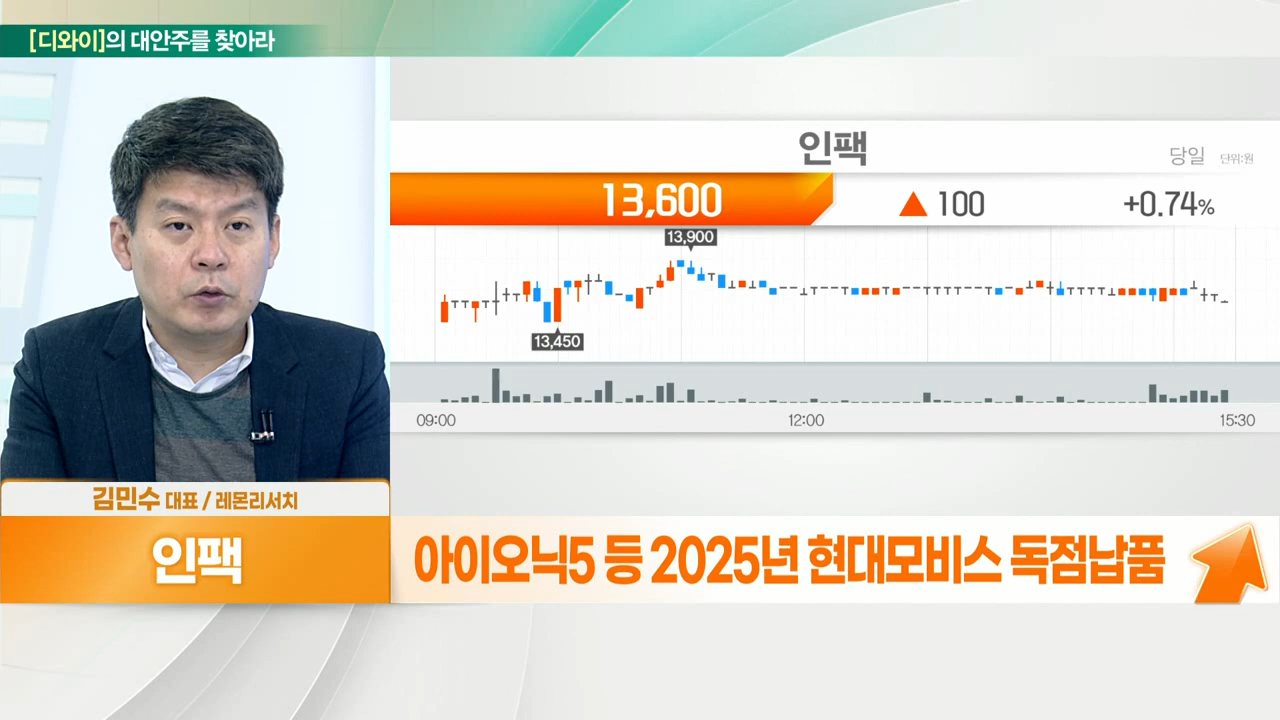 [디와이]의 대안주를 찾아라
인팩
당일 단위:원
13,600 ▲ 100 +0.74%
13,900
13,450
09:00 12:00 15:30
김민수 대표 / 레몬리서치
인팩
아이오닉5 등 2025년 현대모비스 독점납품